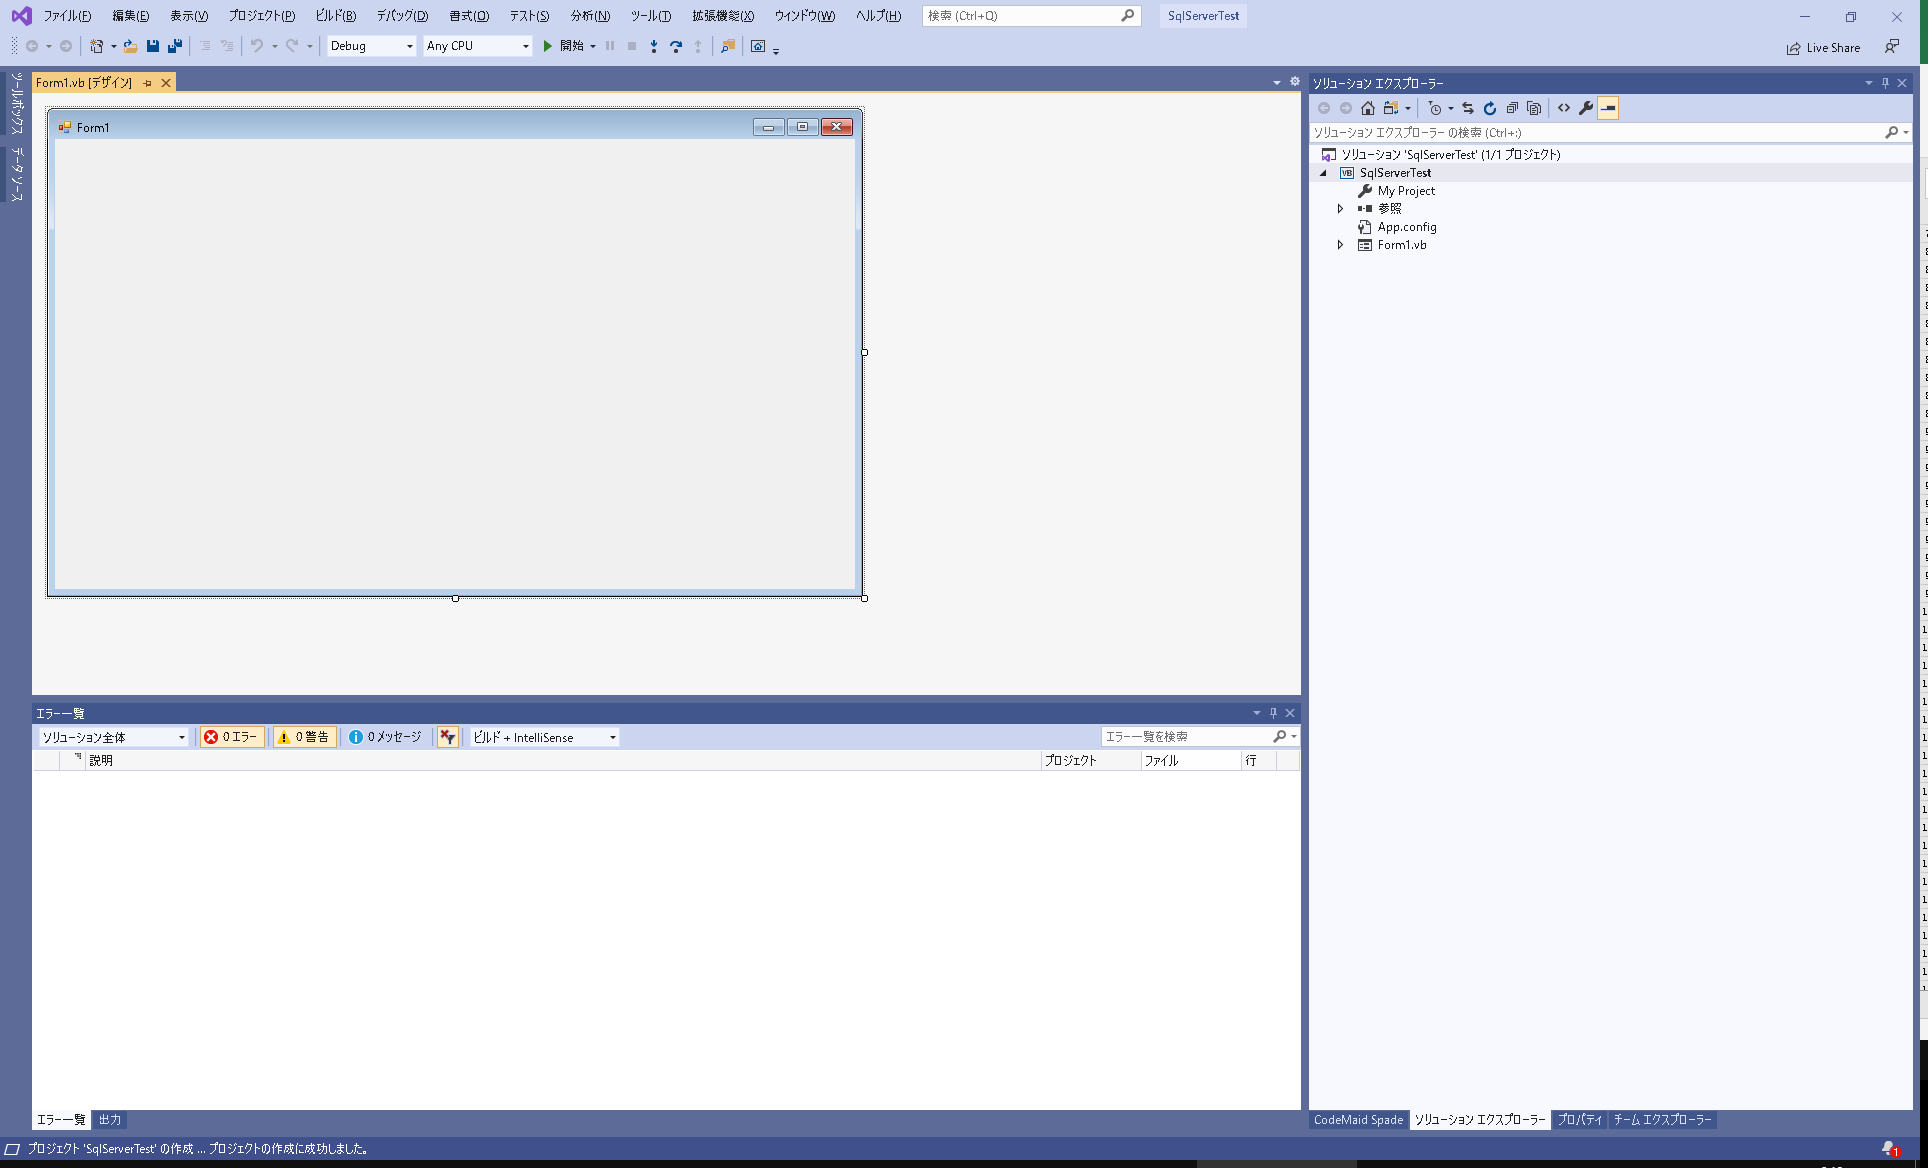 ファイル(F) 編集(E) 表示(V) プロジェクト(P) ビルド(B) デバッグ(D) 書式(O) テスト(S) 分析(N) ツール(T) 拡張機能(X) ウインドウ(W) ヘルプ(H) 検索 (Ctrl+Q) SqlServerTest
Debug Any CPU 開始 Live Share
ツールボックス
データ ソース
Form1.vb [デザイン]
Form1
ソリューション エクスプローラー
ソリューション エクスプローラー の検索 (Ctrl+:)
ソリューション 'SqlServerTest' (1/1 プロジェクト)
VB SqlServerTest
My Project
参照
App.config
Form1.vb
エラー一覧
ソリューション全体 0 エラー 0 警告 0 メッセージ ビルド + IntelliSense エラー一覧を検索
説明 プロジェクト ファイル 行
エラー一覧 出力
CodeMaid Spade ソリューション エクスプローラー プロパティ チーム エクスプローラー
プロジェクト 'SqlServerTest' の作成 ... プロジェクトの作成に成功しました。 1